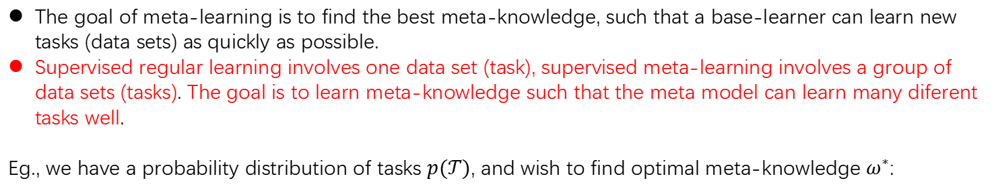 ● The goal of meta-learning is to find the best meta-knowledge, such that a base-learner can learn new
tasks (data sets) as quickly as possible.
● Supervised regular learning involves one data set (task), supervised meta-learning involves a group of
data sets (tasks). The goal is to learn meta-knowledge such that the meta model can learn many diferent
tasks well.
Eg., we have a probability distribution of tasks 𝑝(𝒯), and wish to find optimal meta-knowledge 𝜔*: